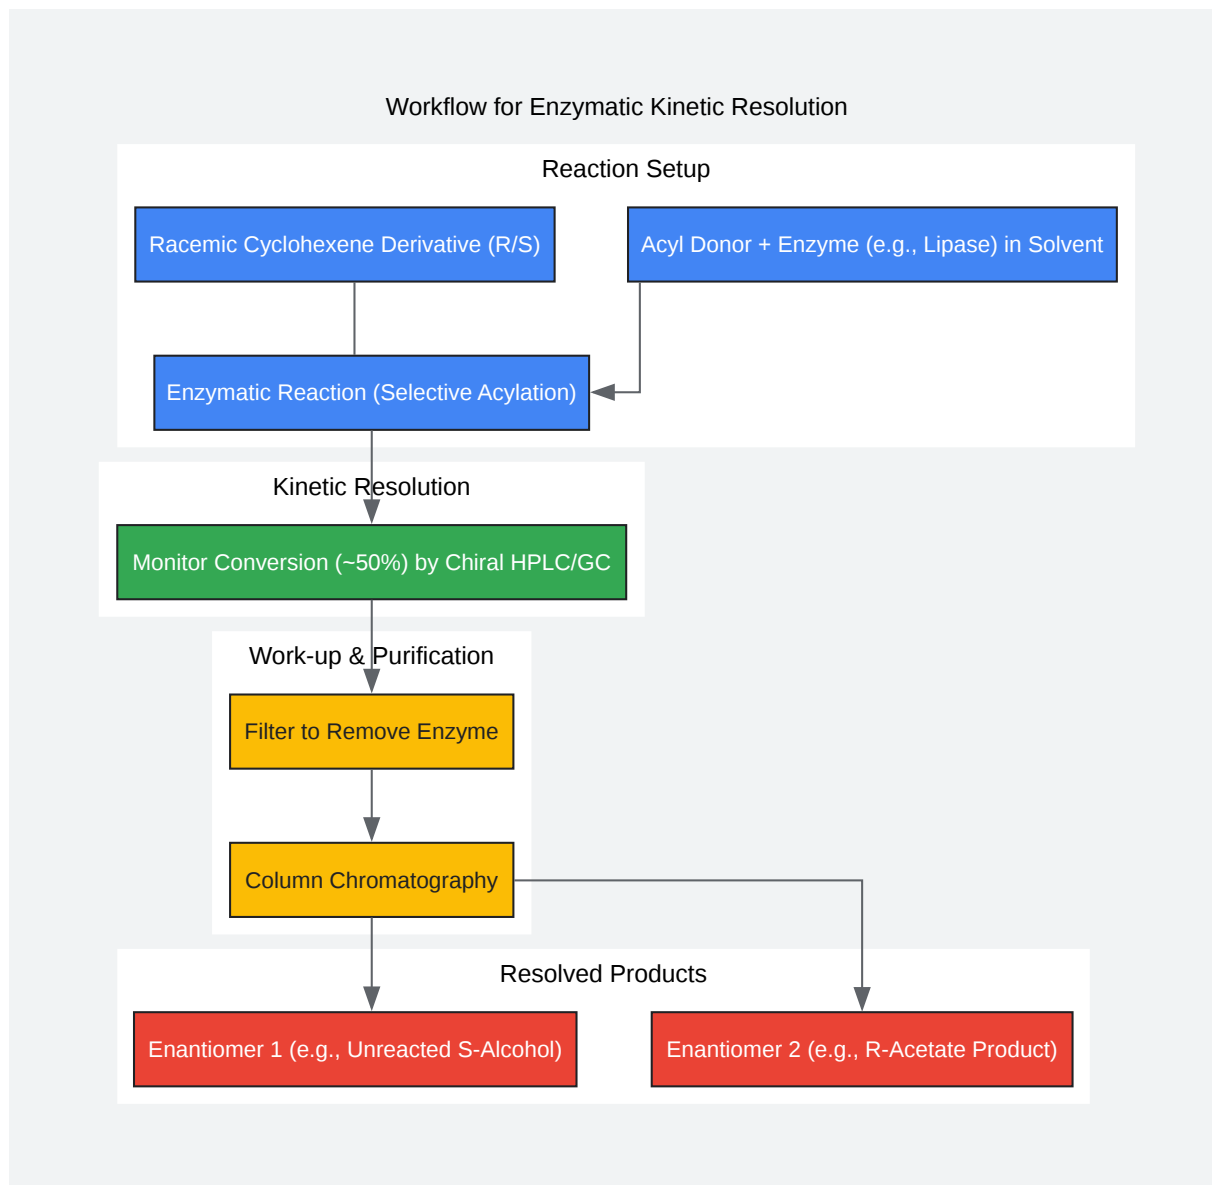 Workflow for Enzymatic Kinetic Resolution
Reaction Setup
Racemic Cyclohexene Derivative (R/S)
Acyl Donor + Enzyme (e.g., Lipase) in Solvent
Enzymatic Reaction (Selective Acylation)
Kinetic Resolution
Monitor Conversion (~50%) by Chiral HPLC/GC
Work-up & Purification
Filter to Remove Enzyme
Column Chromatography
Resolved Products
Enantiomer 1 (e.g., Unreacted S-Alcohol)
Enantiomer 2 (e.g., R-Acetate Product)